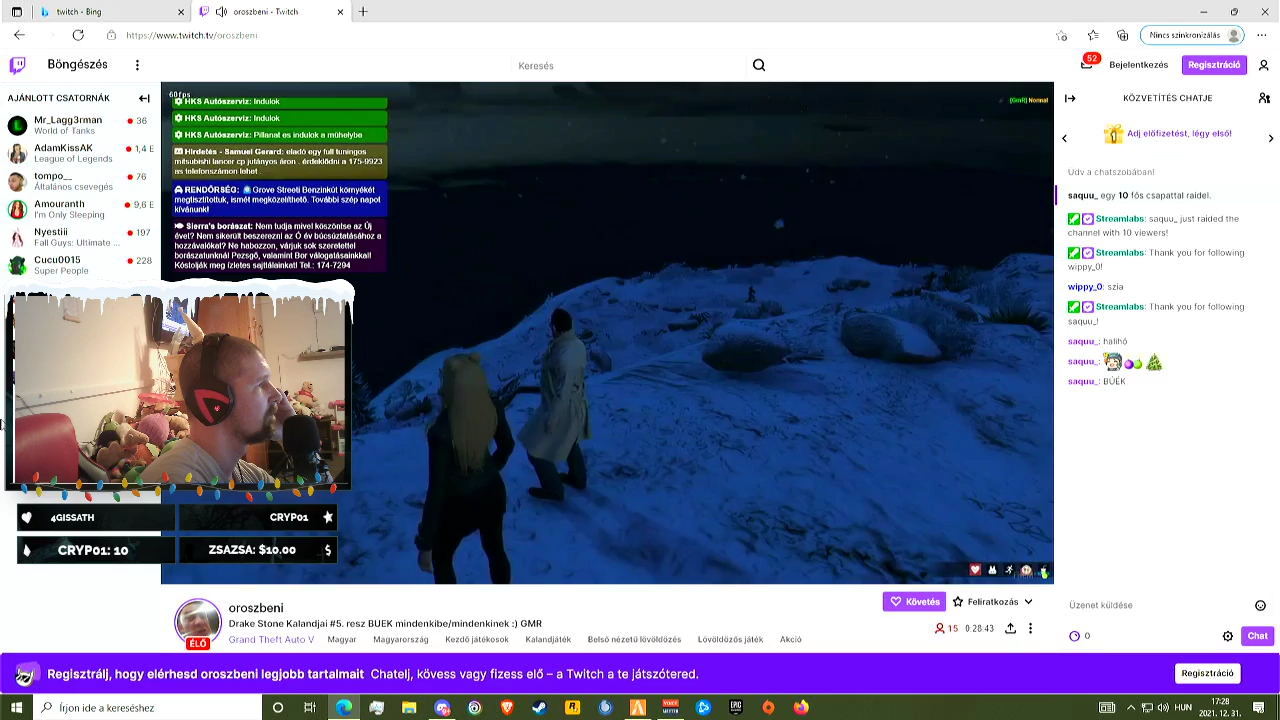 twitch - Bing
oroszbeni - Twitch
https://www.twitch.tv/oroszbeni
Nincs szinkronizálás
Böngészés
Keresés
52
Bejelentkezés
Regisztráció
AJÁNLOTT CSATORNÁK
Mr_Lagg3rman
36
World of Tanks
AdamKissAK
1,4 E
League of Legends
tompo__
76
Általános csevegés
Amouranth
9,6 E
I'm Only Sleeping
Nyestiii
197
Fall Guys: Ultimate ...
Cucu0015
228
Super People
60fps
HKS Autószerviz: Indulok
HKS Autószerviz: Indulok
HKS Autószerviz: Pillanat es indulok a műhelybe
Hirdetés - Samuel Gerard: eladó egy full tuningos
mitsubishi lancer cp jutányos áron . érdeklődni a 175-9923
as telefonszámon lehet .
RENDŐRSÉG: Grove Streeti Benzinkút környékét
megtisztítottuk, ismét megközelíthető. További szép napot
kívánunk!
Sierra's borászat: Nem tudja mivel köszöntse az Új
évet? Nem sikerült beszerezni az Ó év búcsúztatásához a
hozzávalókat? Ne habozzon, várjuk sok szeretettel
borászatunknál Pezsgő, valamint Bor válogatásainkkal!
Kóstolják meg ízletes sajttálainkat! Tel.: 174-7294
[GmR] Normal
4GISSATH
CRYP01
CRYP01: 10
ZSAZSA: $10.00
KÖZVETÍTÉS CHATJE
1
Adj előfizetést, légy első!
Üdv a chatszobában!
saquu_ egy 10 fős csapattal raidel.
Streamlabs: saquu_ just raided the
channel with 10 viewers!
Streamlabs: Thank you for following
wippy_0!
wippy_0: szia
Streamlabs: Thank you for following
saquu_!
saquu_: halihó
saquu_:
saquu_: BÚÉK
Üzenet küldése
0
Chat
ÉLŐ
oroszbeni
Drake Stone Kalandjai #5. resz BUEK mindenkibe/mindenkinek :) GMR
Grand Theft Auto V
Magyar
Magyarország
Kezdő játékosok
Kalandjáték
Belső nézetű lövöldözős
Lövöldözős játék
Akció
Követés
Feliratkozás
15
0:28:43
Regisztrálj, hogy elérhesd oroszbeni legjobb tartalmait Chatelj, kövess vagy fizess elő – a Twitch a te játszótered.
Regisztráció
Írjon ide a kereséshez
HUN
17:28
2021. 12. 31.